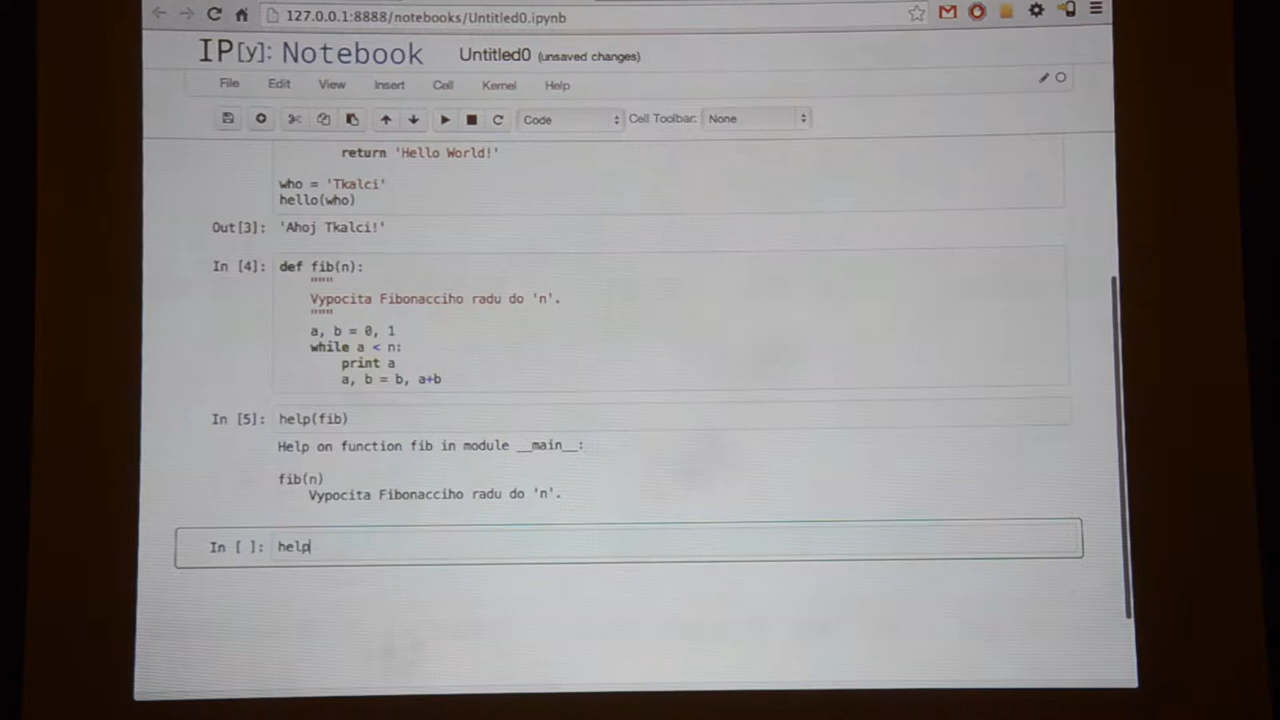 127.0.0.1:8888/notebooks/Untitled0.ipynb
IP[y]: Notebook Untitled0 (unsaved changes)
File Edit View Insert Cell Kernel Help
Code Cell Toolbar: None
return 'Hello World!'
who = 'Tkalci'
hello(who)
Out[3]: 'Ahoj Tkalci!'
In [4]: def fib(n):
"""
Vypocita Fibonacciho radu do 'n'.
"""
a, b = 0, 1
while a < n:
print a
a, b = b, a+b
In [5]: help(fib)
Help on function fib in module __main__:
fib(n)
Vypocita Fibonacciho radu do 'n'.
In [ ]: help